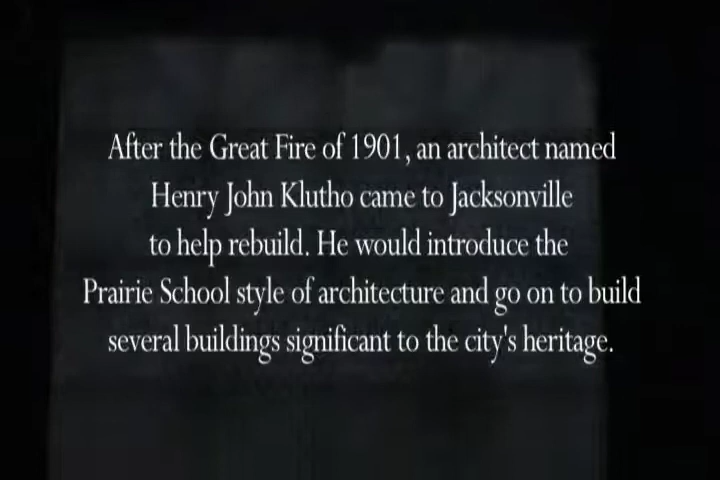 After the Great Fire of 1901, an architect named
Henry John Klutho came to Jacksonville
to help rebuild. He would introduce the
Prairie School style of architecture and go on to build
several buildings significant to the city's heritage.